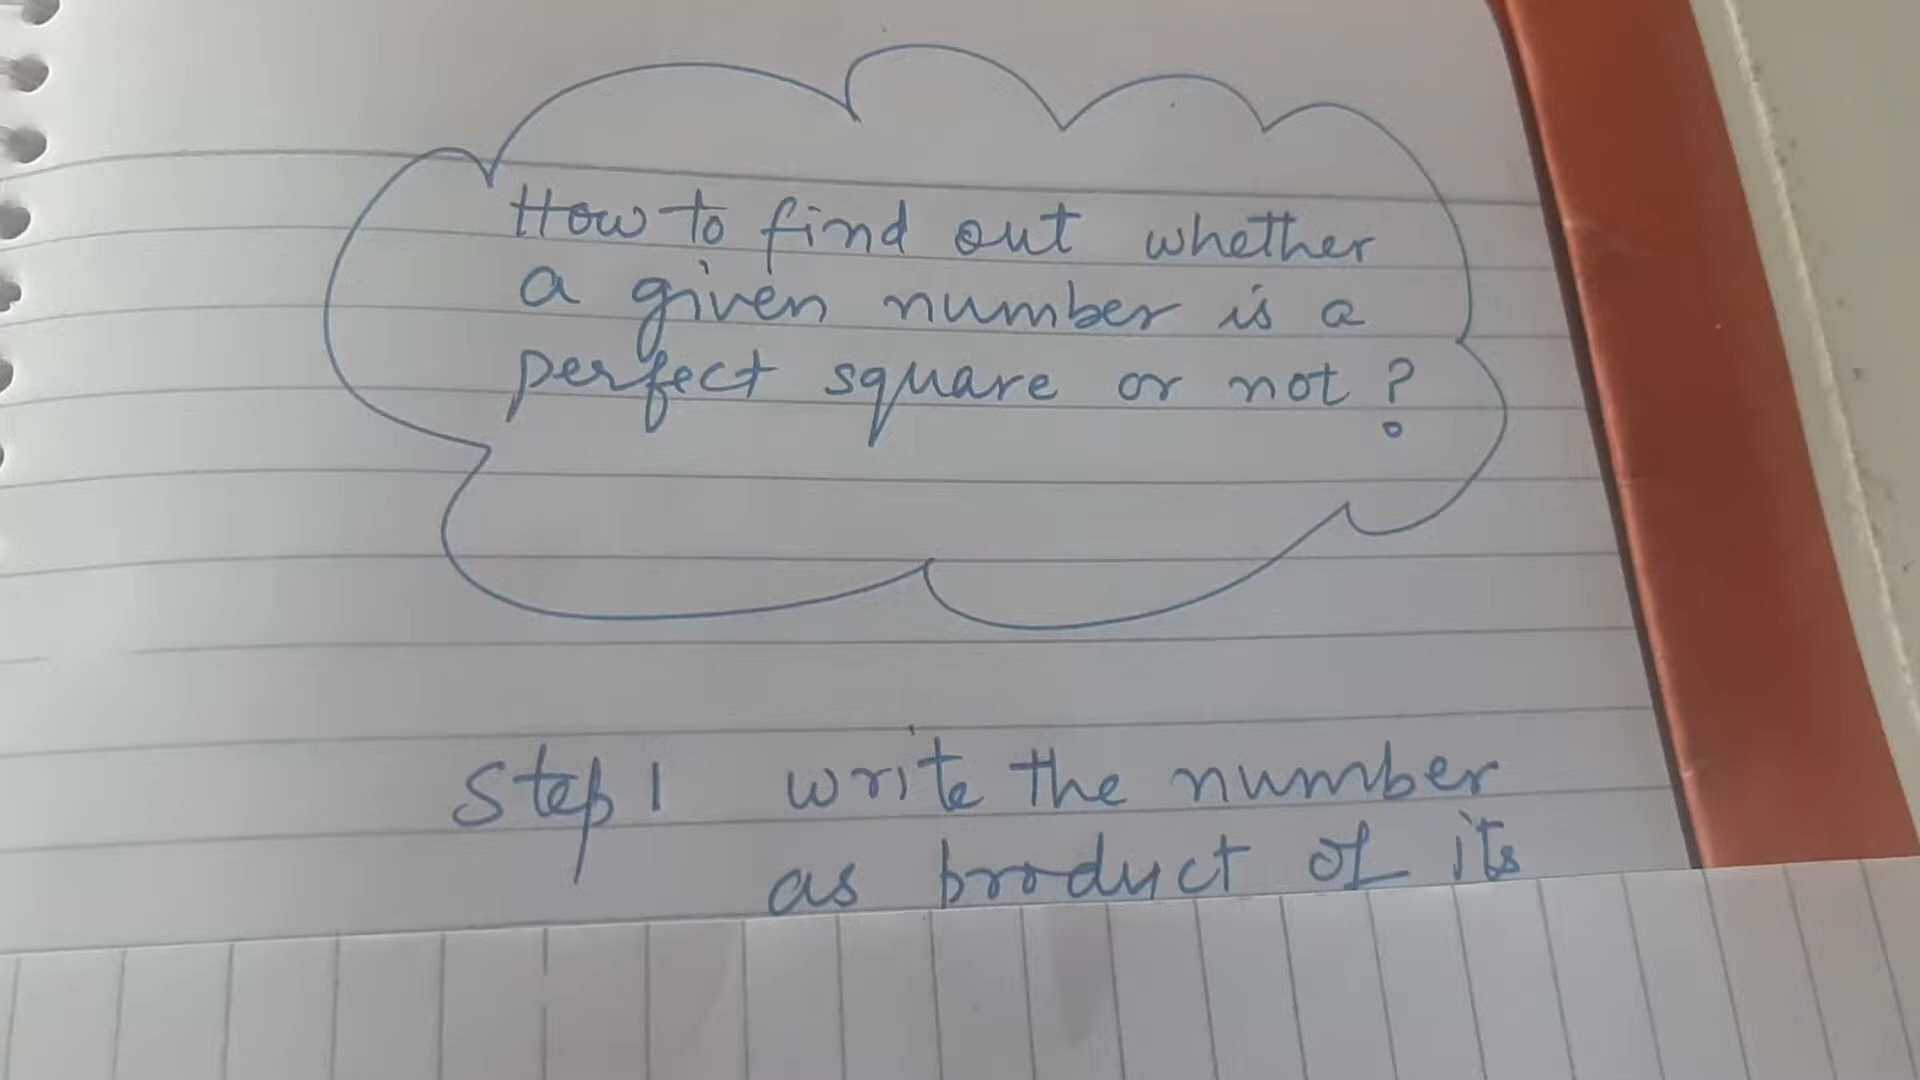 How to find out whether
a given number is a
perfect square or not ?
Step 1 write the number
as product of its